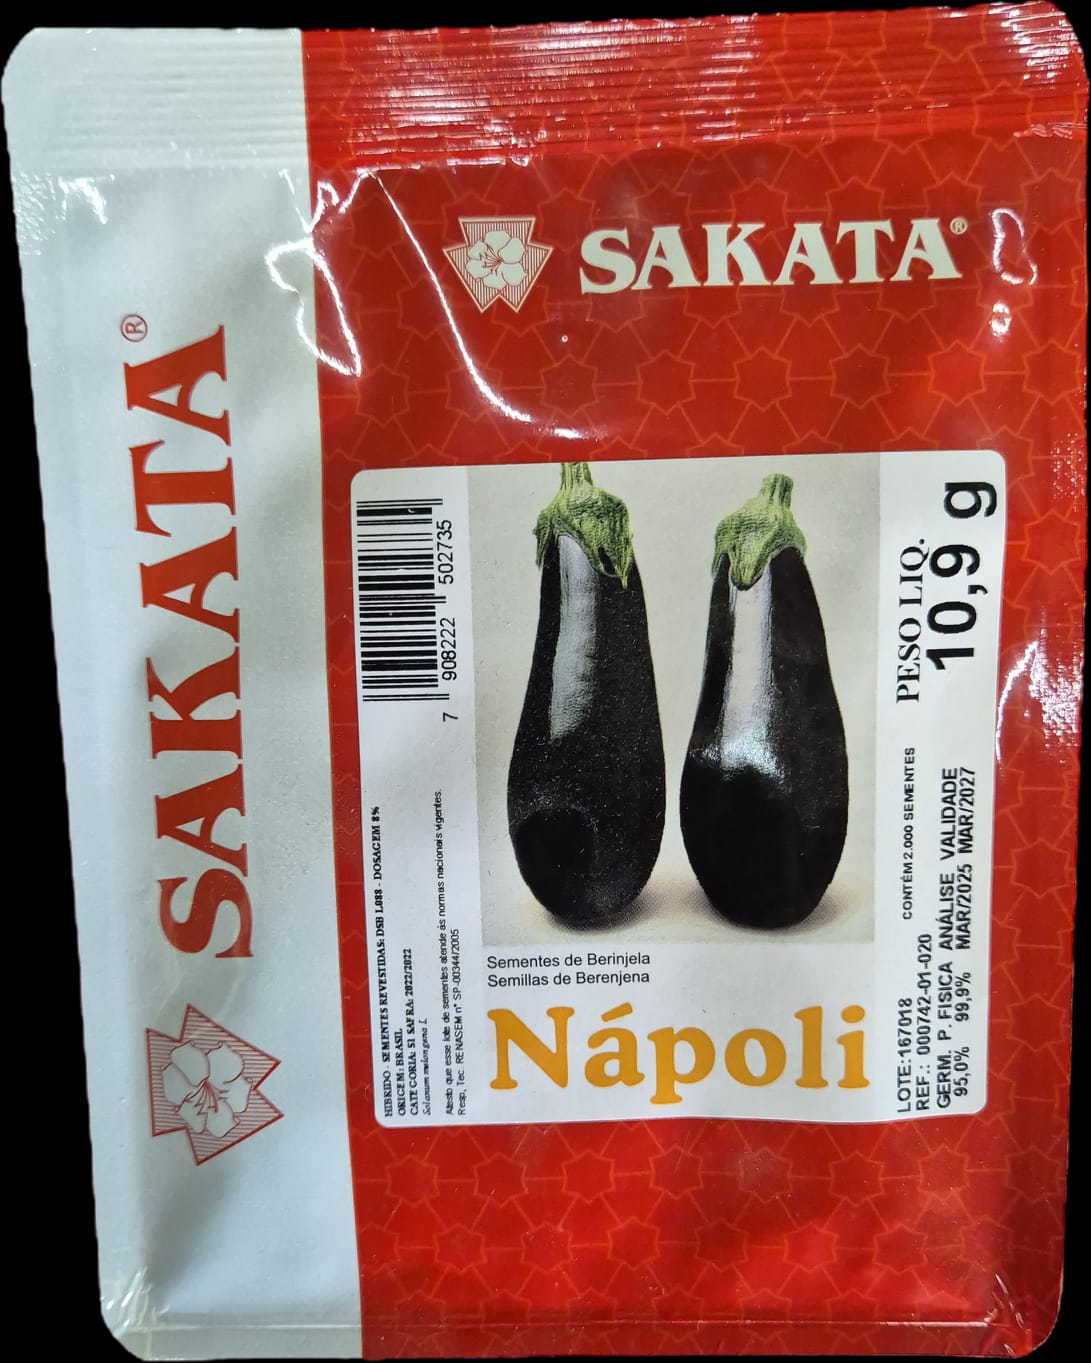 SAKATA®
SAKATA®
7 908222 502735
HIBRIDO - SEMENTES REVESTIDAS: DSB L088 - DOSAGEM 8%
ORIGEM: BRASIL
CATEGORIA: S1 SAFRA: 2022/2022
Solanum melongena L
Atesto que esse lote de sementes atende às normas nacionais vigentes.
Resp. Tec. RENASEM n° SP-00344/2005
Sementes de Berinjela
Semillas de Berenjena
Nápoli
PESO LIQ.
10,9 g
CONTÉM 2.000 SEMENTES
LOTE: 167018
REF.: 000742-01-020
GERM. P. FISICA ANÁLISE VALIDADE
95,0% 99,9% MAR/2025 MAR/2027